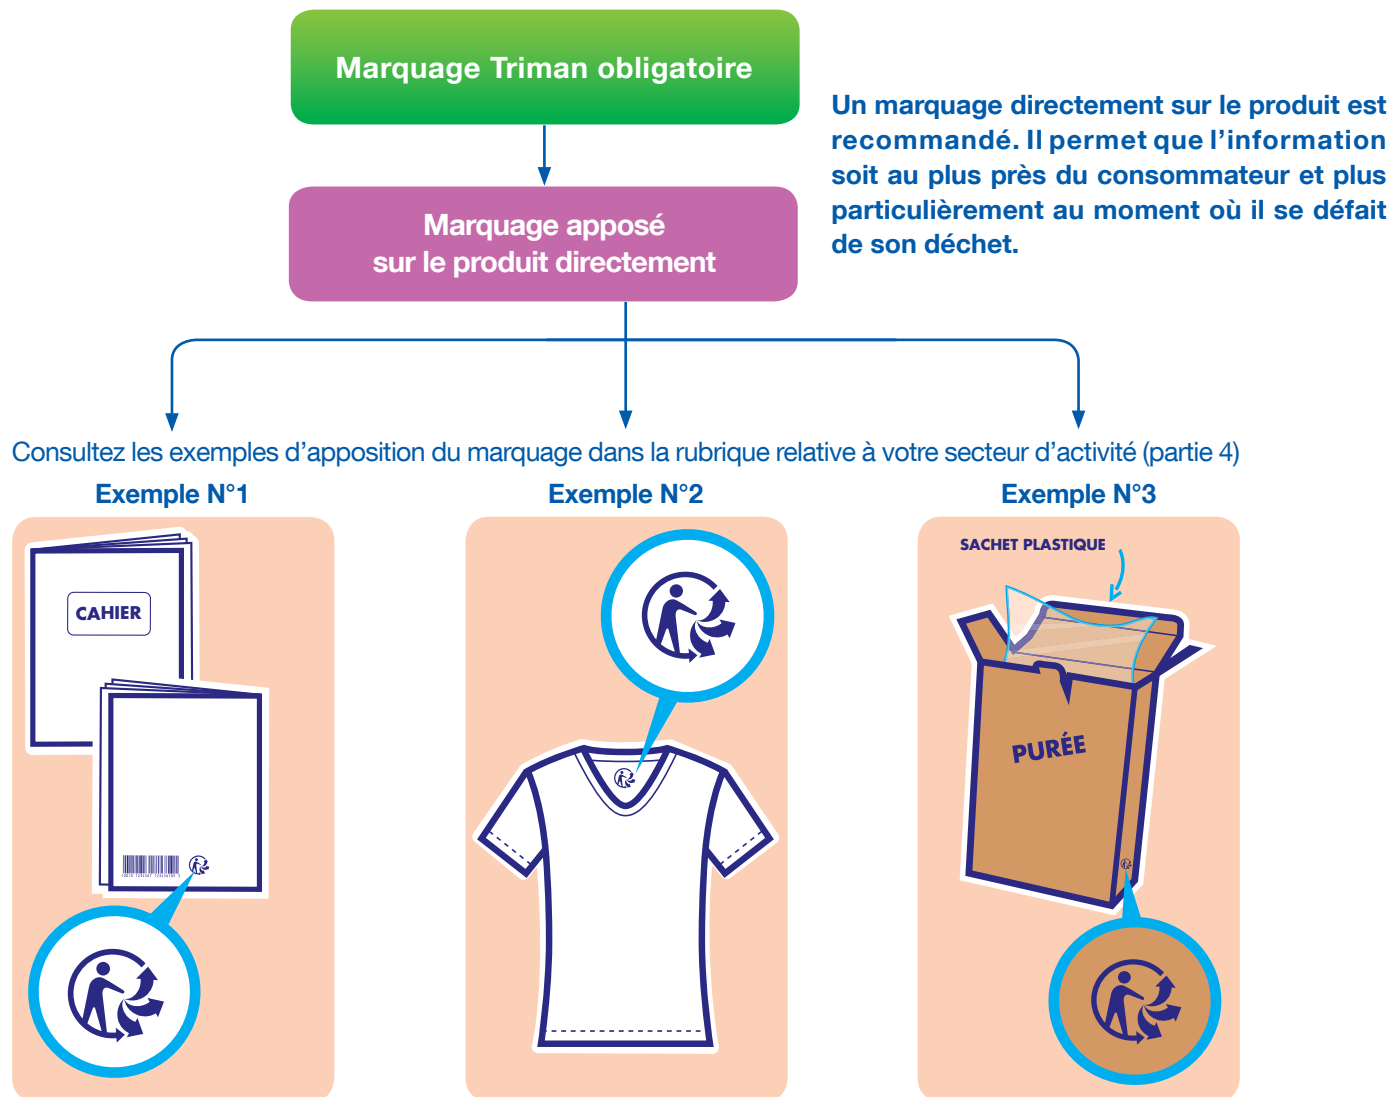 Marquage Triman obligatoire
Un marquage directement sur le produit est
recommandé. Il permet que l’information
soit au plus près du consommateur et plus
particulièrement au moment où il se défait
de son déchet.
Marquage apposé
sur le produit directement
Consultez les exemples d’apposition du marquage dans la rubrique relative à votre secteur d’activité (partie 4)
Exemple N°1
Exemple N°2
Exemple N°3
CAHIER
SACHET PLASTIQUE
PURÉE